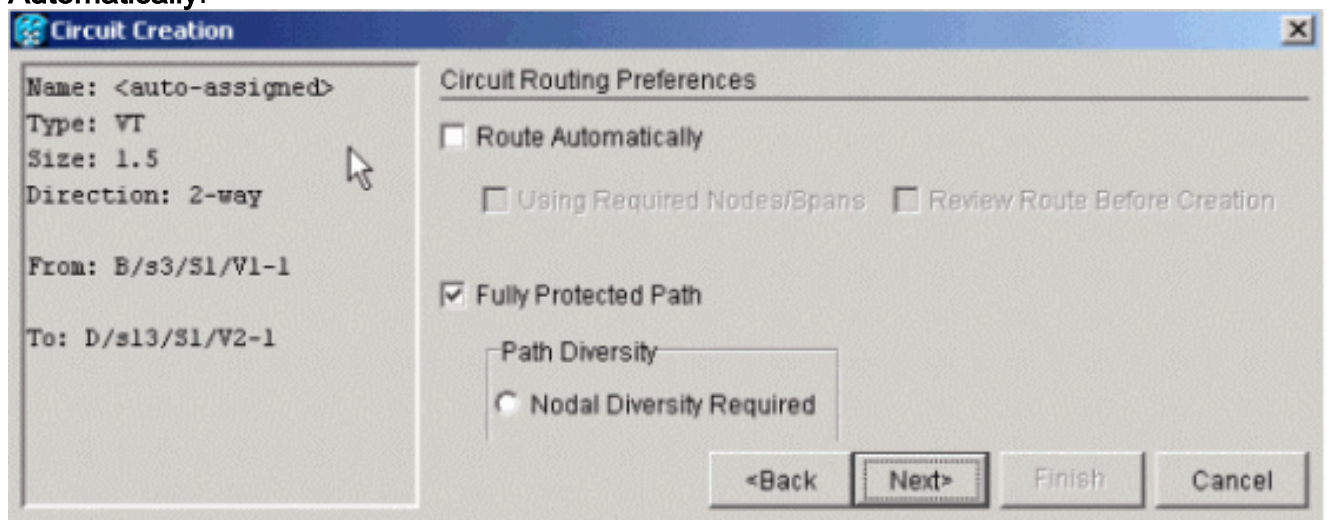 Automatically.
Circuit Creation
Name: <auto-assigned>
Type: VT
Size: 1.5
Direction: 2-way
From: B/s3/S1/V1-1
To: D/s13/S1/V2-1
Circuit Routing Preferences
Route Automatically
Using Required Nodes/Spans Review Route Before Creation
Fully Protected Path
Path Diversity
Nodal Diversity Required
<Back Next> Finish Cancel